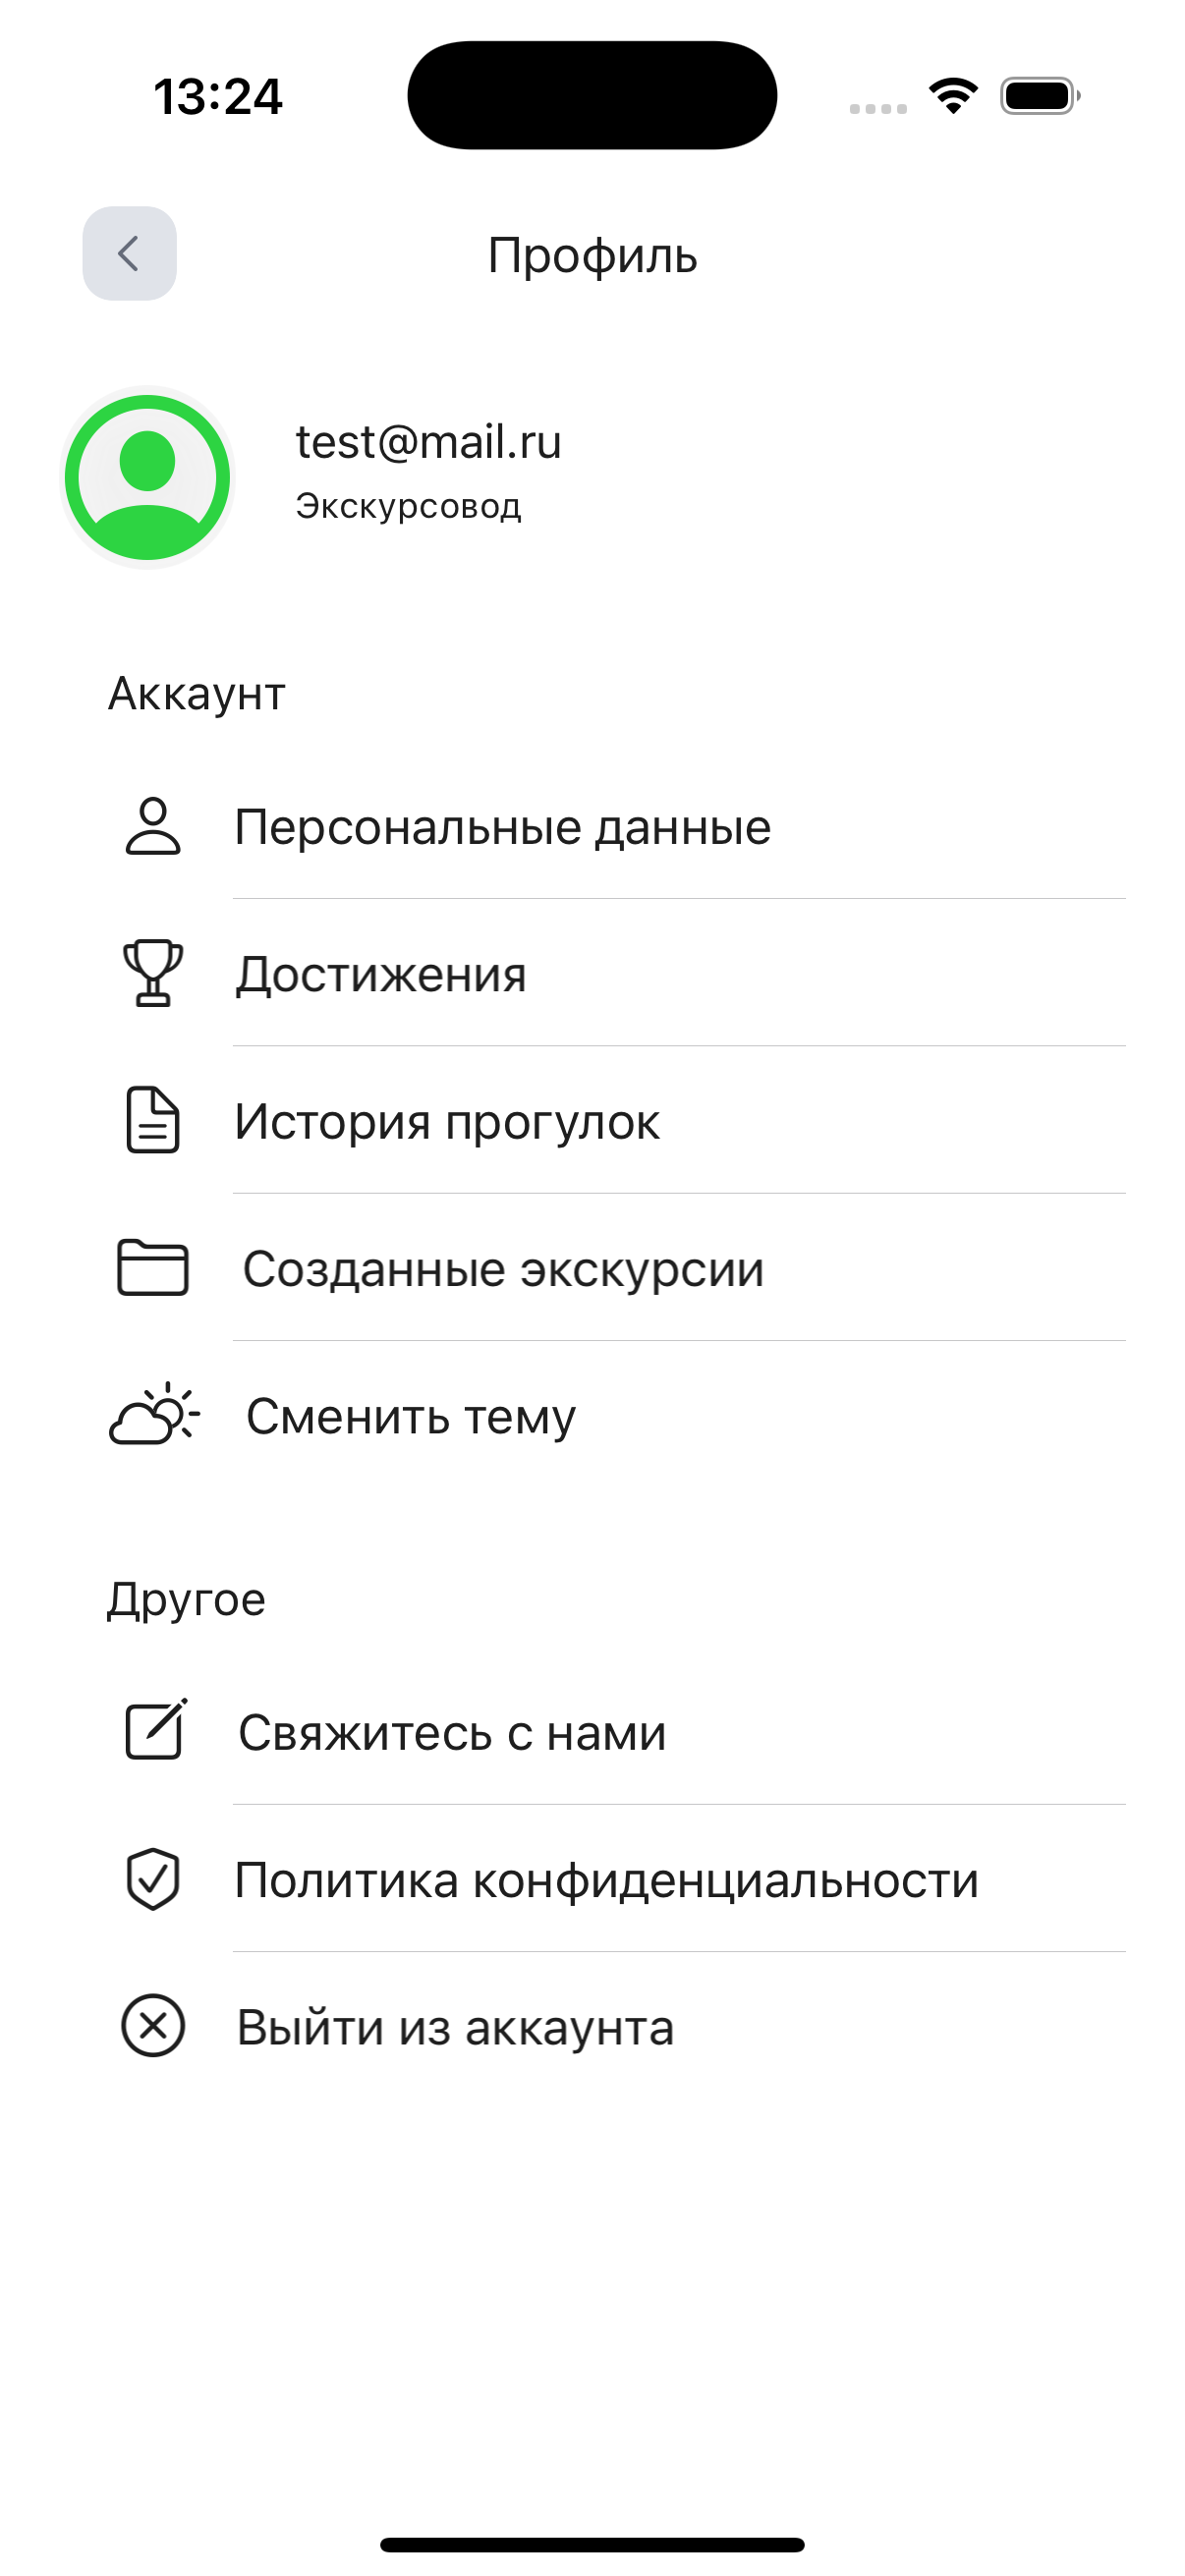 13:24
Профиль
test@mail.ru
Экскурсовод
Аккаунт
Персональные данные
Достижения
История прогулок
Созданные экскурсии
Сменить тему
Другое
Свяжитесь с нами
Политика конфиденциальности
Выйти из аккаунта